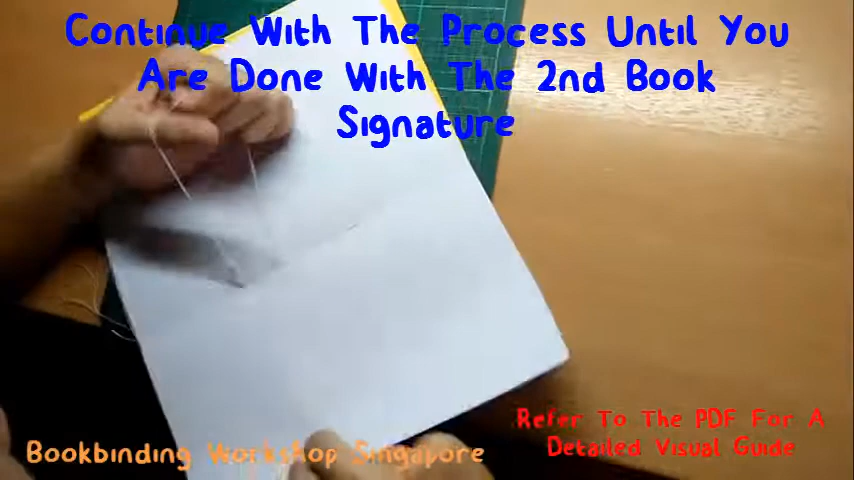 Continue With The Process Until You
Are Done With The 2nd Book
Signature
Refer To The PDF For A
Detailed Visual Guide
Bookbinding Workshop Singapore